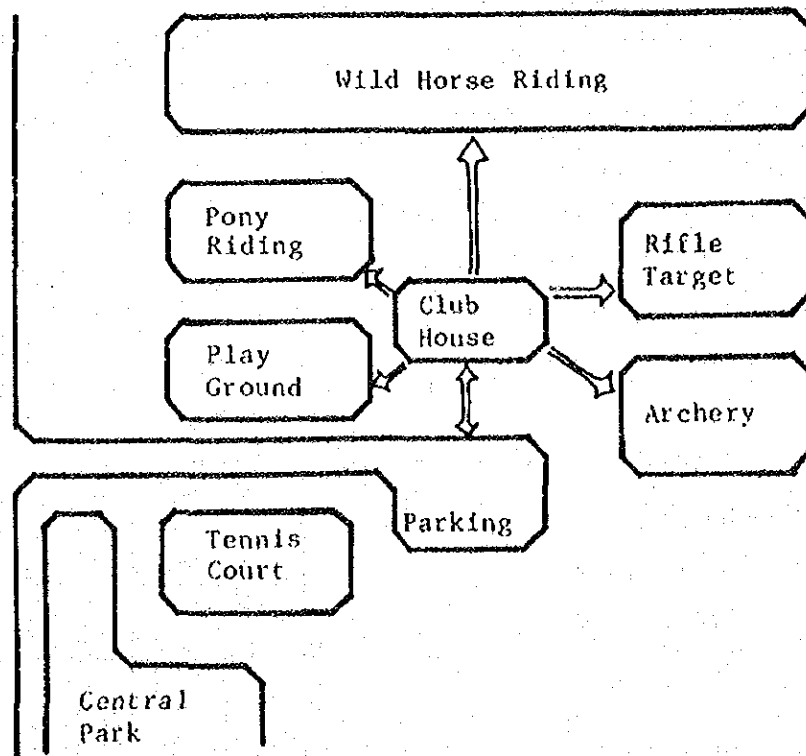 Wild Horse Riding
Pony
Riding
Rifle
Target
Club
House
Play
Ground
Archery
Parking
Tennis
Court
Central
Park